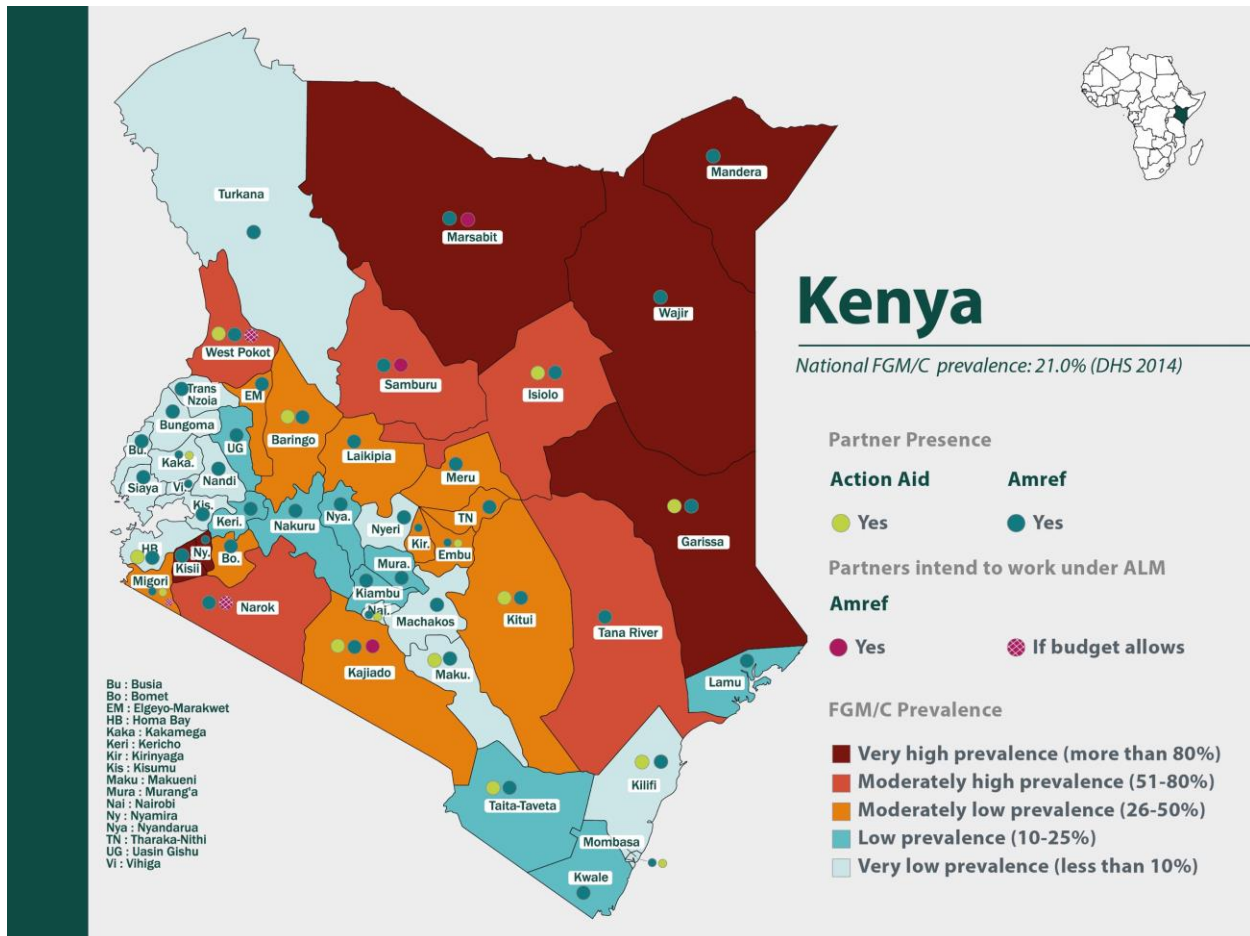 Kenya
National FGM/C prevalence: 21.0% (DHS 2014)
Partner Presence
Action Aid
Amref
Yes
Yes
Partners intend to work under ALM
Amref
Yes
If budget allows
FGM/C Prevalence
Very high prevalence (more than 80%)
Moderately high prevalence (51-80%)
Moderately low prevalence (26-50%)
Low prevalence (10-25%)
Very low prevalence (less than 10%)
Mandera
Turkana
Marsabit
Wajir
West Pokot
Samburu
Isiolo
Trans
Nzoia
EM
Bungoma
UG
Baringo
Laikipia
Bu.
Kaka.
Nandi
Meru
Siaya
Vi.
Kis.
Keri.
Nakuru
Nya.
Nyeri
TN
Kir.
Embu
Garissa
HB
Ny.
Kisii
Bo.
Mura.
Migori
Kiambu
Nai.
Narok
Machakos
Kitui
Tana River
Kajiado
Maku.
Lamu
Kilifi
Taita-Taveta
Mombasa
Kwale
Bu : Busia
Bo : Bomet
EM : Elgeyo-Marakwet
HB : Homa Bay
Kaka : Kakamega
Keri : Kericho
Kir : Kirinyaga
Kis : Kisumu
Maku : Makueni
Mura : Murang'a
Nai : Nairobi
Ny : Nyamira
Nya : Nyandarua
TN : Tharaka-Nithi
UG : Uasin Gishu
Vi : Vihiga